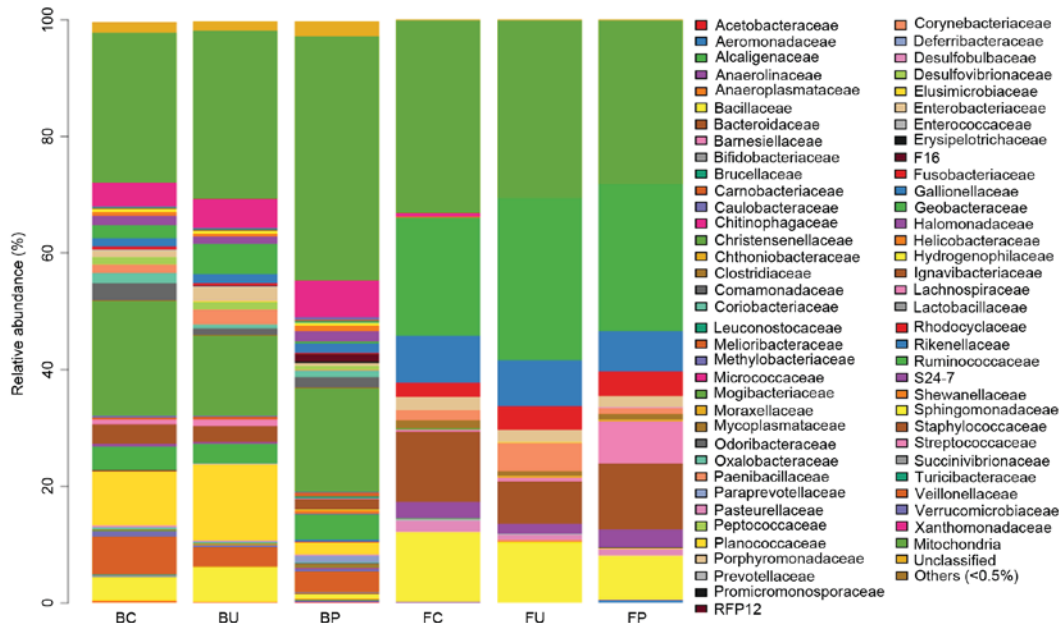 100
80
60
40
20
0
Relative abundance (%)
BC
BU
BP
FC
FU
FP
Acetobacteraceae
Aeromonadaceae
Alcaligenaceae
Anaerolinaceae
Anaeroplasmataceae
Bacillaceae
Bacteroidaceae
Barnesiellaceae
Bifidobacteriaceae
Brucellaceae
Carnobacteriaceae
Caulobacteraceae
Chitinophagaceae
Christensenellaceae
Chthoniobacteraceae
Clostridiaceae
Comamonadaceae
Coriobacteriaceae
Leuconostocaceae
Melioribacteraceae
Methylobacteriaceae
Micrococcaceae
Mogibacteriaceae
Moraxellaceae
Mycoplasmataceae
Odoribacteraceae
Oxalobacteraceae
Paenibacillaceae
Paraprevotellaceae
Pasteurellaceae
Peptococcaceae
Planococcaceae
Porphyromonadaceae
Prevotellaceae
Promicromonosporaceae
RFP12
Corynebacteriaceae
Deferribacteraceae
Desulfobulbaceae
Desulfovibrionaceae
Elusimicrobiaceae
Enterobacteriaceae
Enterococcaceae
Erysipelotrichaceae
F16
Fusobacteriaceae
Gallionellaceae
Geobacteraceae
Halomonadaceae
Helicobacteraceae
Hydrogenophilaceae
Ignavibacteriaceae
Lachnospiraceae
Lactobacillaceae
Rhodocyclaceae
Rikenellaceae
Ruminococcaceae
S24-7
Shewanellaceae
Sphingomonadaceae
Staphylococcaceae
Streptococcaceae
Succinivibrionaceae
Turicibacteraceae
Veillonellaceae
Verrucomicrobiaceae
Xanthomonadaceae
Mitochondria
Unclassified
Others (<0.5%)